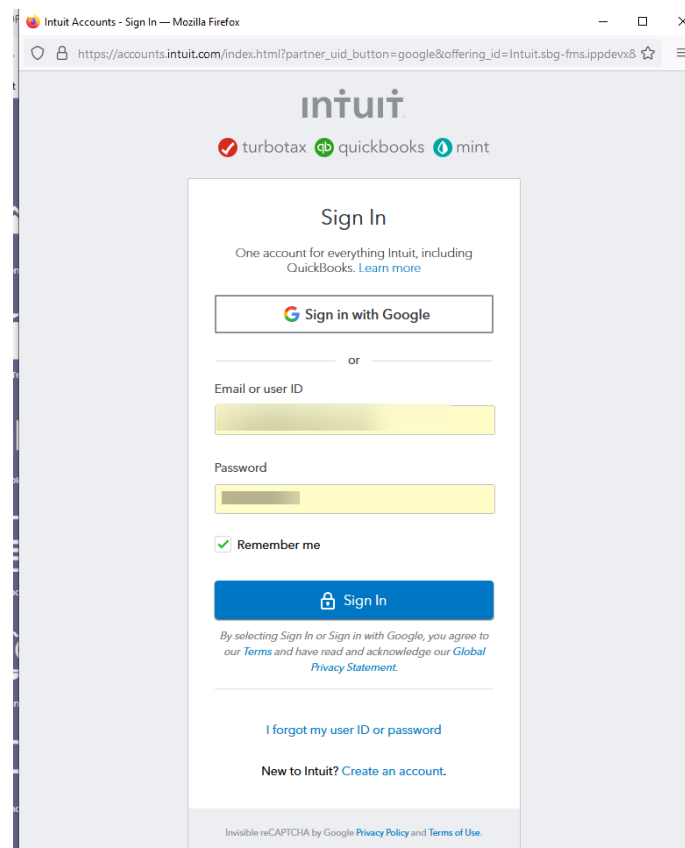 Intuit Accounts - Sign In — Mozilla Firefox
https://accounts.intuit.com/index.html?partner_uid_button=google&offering_id=Intuit.sbg-fms.ippdevx&
intuit
turbotax qb quickbooks mint
Sign In
One account for everything Intuit, including
QuickBooks. Learn more
G Sign in with Google
or
Email or user ID
Password
Remember me
Sign In
By selecting Sign In or Sign in with Google, you agree to
our Terms and have read and acknowledge our Global
Privacy Statement.
I forgot my user ID or password
New to Intuit? Create an account.
Invisible reCAPTCHA by Google Privacy Policy and Terms of Use.